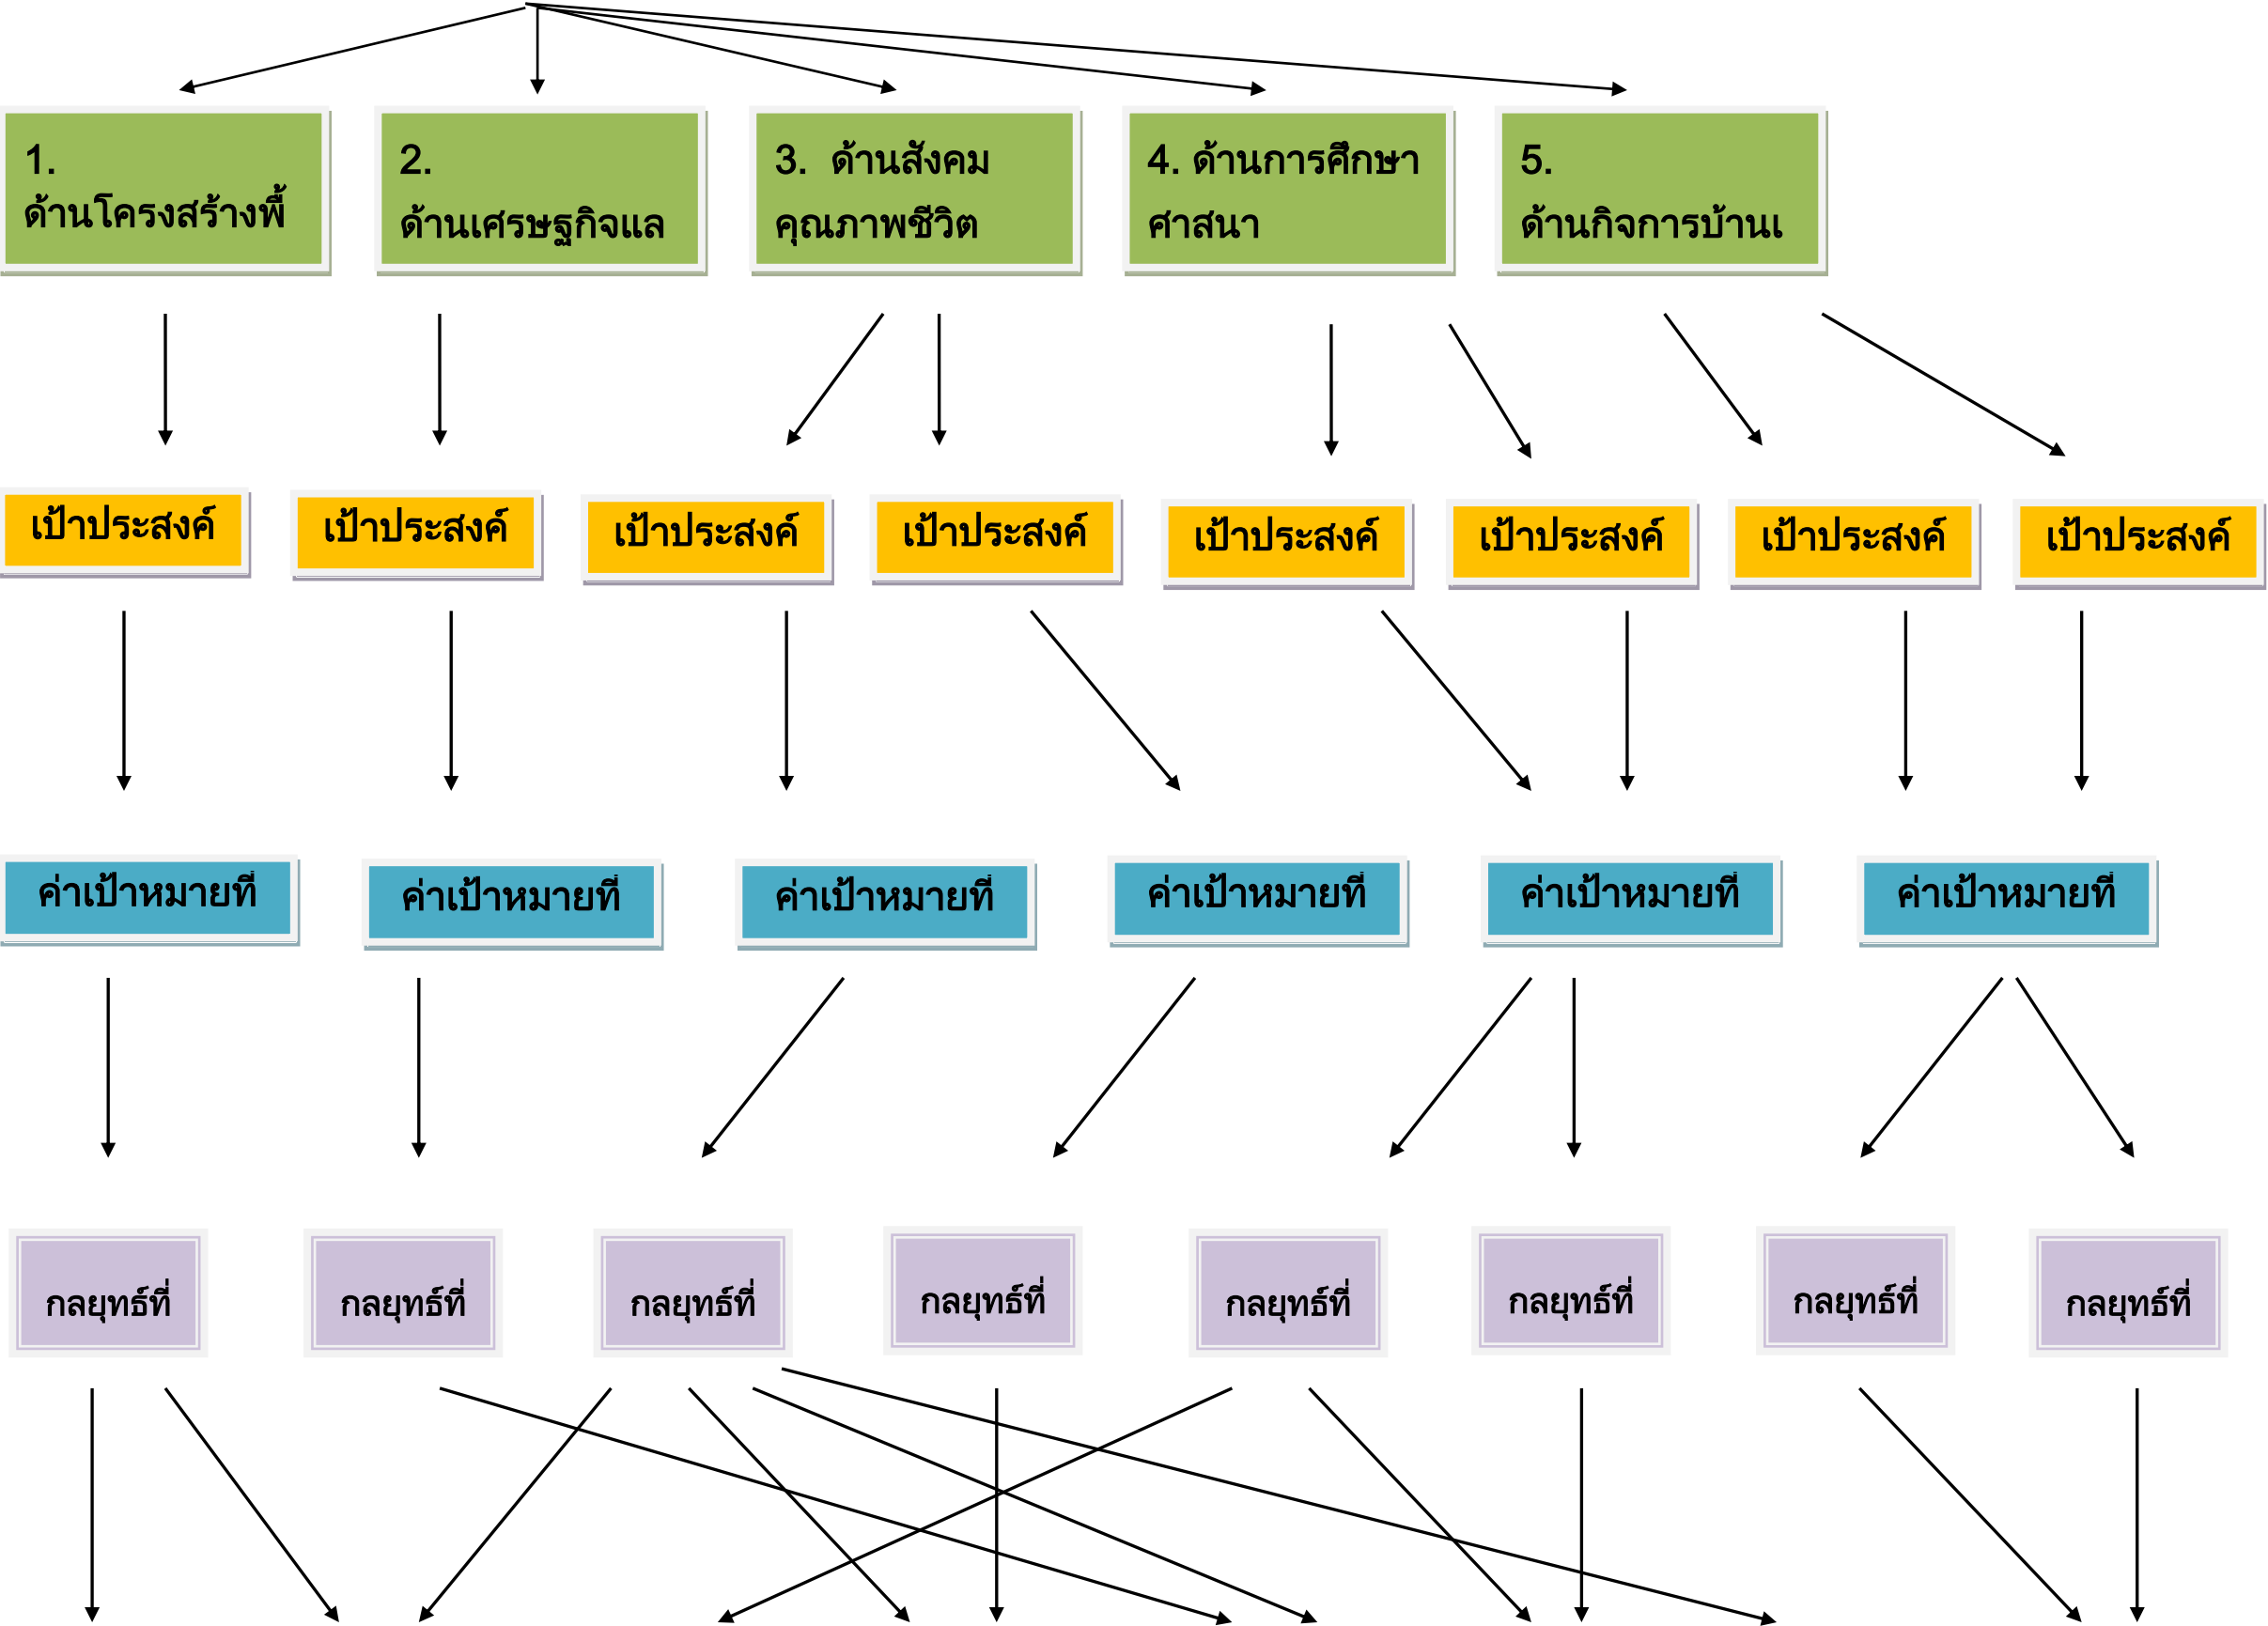 1.
ด้านโครงสร้างพื้
2.
ด้านเศรษฐกิจแล
3. ด้านสังคม
คุณภาพชีวิต
4. ด้านการศึกษา
ศาสนา
5.
ด้านกิจการบ้านเ
เป้าประสงค์
เป้าประสงค์
เป้าประสงค์
เป้าประสงค์
เป้าประสงค์
เป้าประสงค์
เป้าประสงค์
เป้าประสงค์
ค่าเป้าหมายที่
ค่าเป้าหมายที่
ค่าเป้าหมายที่
ค่าเป้าหมายที่
ค่าเป้าหมายที่
ค่าเป้าหมายที่
กลยุทธ์ที่
กลยุทธ์ที่
กลยุทธ์ที่
กลยุทธ์ที่
กลยุทธ์ที่
กลยุทธ์ที่
กลยุทธ์ที่
กลยุทธ์ที่